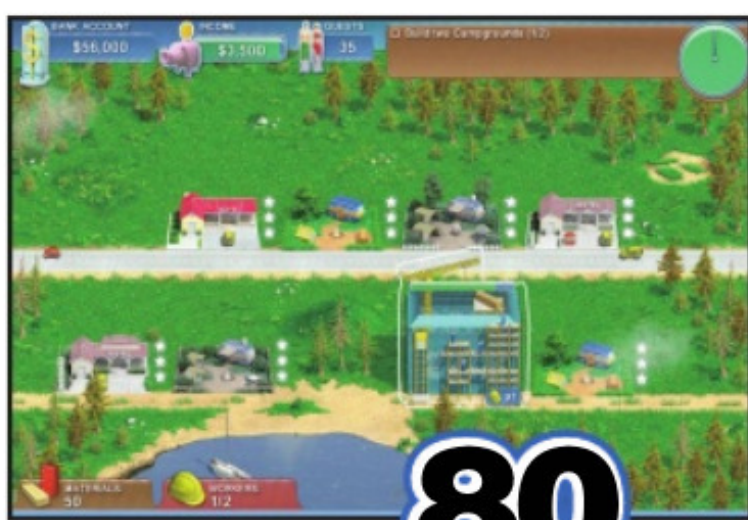 BANK ACCOUNT
$56,000
INCOME
$3,500
GUESTS
35
Build two Campgrounds (1/2)
MATERIALS
50
WORKERS
1/2
80